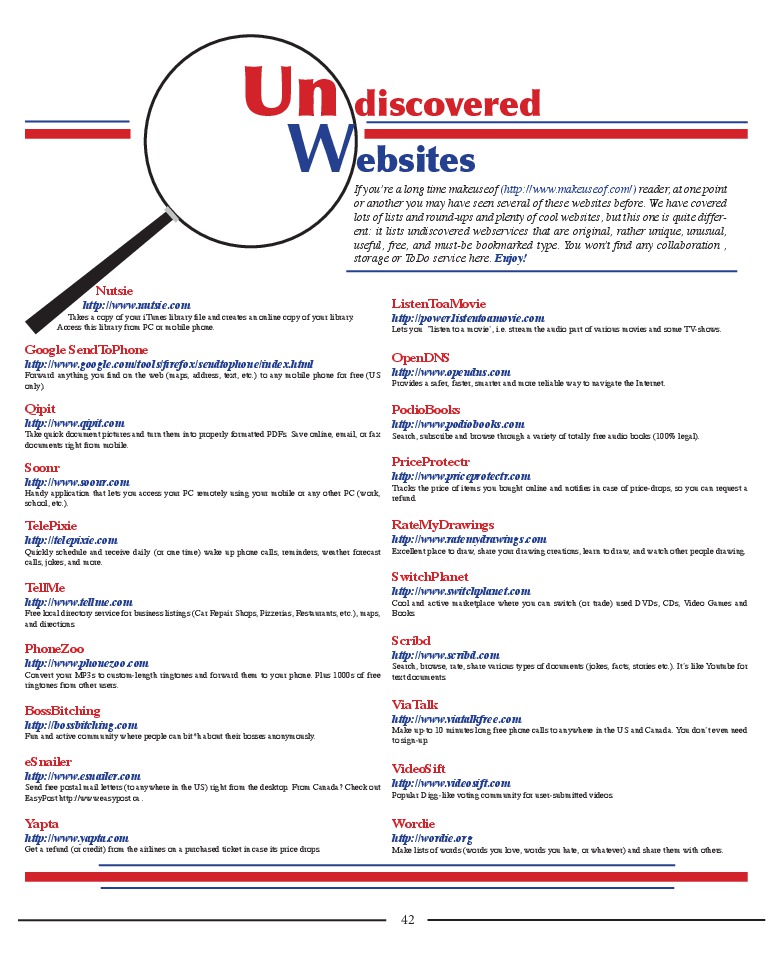 Undiscovered
Websites
If you're a long time makeuseof (http://www.makeuseof.com/) reader, at one point
or another you may have seen several of these websites before. We have covered
lots of lists and round-ups and plenty of cool websites, but this one is quite differ-
ent: it lists undiscovered webservices that are original, rather unique, unusual,
useful, free, and must-be bookmarked type. You won't find any collaboration ,
storage or ToDo service here. Enjoy!
Nutsie
http://www.nutsie.com
Takes a copy of your iTunes library file and creates an online copy of your library.
Access this library from PC or mobile phone.
Google SendToPhone
http://www.google.com/tools/firefox/sendtophone/index.html
Forward anything you find on the web (maps, address, text, etc.) to any mobile phone for free (US
only).
Qipit
http://www.qipit.com
Take quick document pictures and turn them into properly formatted PDFs. Save online, email, or fax
documents right from mobile.
Soonr
http://www.soonr.com
Handy application that lets you access your PC remotely using your mobile or any other PC (work,
school, etc.).
TelePixie
http://telepixie.com
Quickly schedule and receive daily (or one time) wake up phone calls, reminders, weather forecast
calls, jokes, and more.
TellMe
http://www.tellme.com
Free local directory service for business listings (Car Repair Shops, Pizzerias, Restaurants, etc.), maps,
and directions.
PhoneZoo
http://www.phonezoo.com
Convert your MP3s to custom-length ringtones and forward them to your phone. Plus 1000s of free
ringtones from other users.
BossBitching
http://bossbitching.com
Fun and active community where people can bit*h about their bosses anonymously.
eSnailer
http://www.esnailer.com
Send free postal mail letters (to anywhere in the US) right from the desktop. From Canada? Check out
EasyPost http://www.easypost.ca .
Yapta
http://www.yapta.com
Get a refund (or credit) from the airlines on a purchased ticket in case its price drops.
ListenToaMovie
http://power.listentoamovie.com
Lets you "listen to a movie', i.e. stream the audio part of various movies and some TV-shows.
OpenDNS
http://www.opendns.com
Provides a safer, faster, smarter and more reliable way to navigate the Internet.
PodioBooks
http://www.podiobooks.com
Search, subscribe and browse through a variety of totally free audio books (100% legal).
PriceProtectr
http://www.priceprotectr.com
Tracks the price of items you bought online and notifies in case of price-drops, so you can request a
refund.
RateMyDrawings
http://www.ratemydrawings.com
Excellent place to draw, share your drawing creations, learn to draw, and watch other people drawing.
SwitchPlanet
http://www.switchplanet.com
Cool and active marketplace where you can switch (or trade) used DVDs, CDs, Video Games and
Books.
Scribd
http://www.scribd.com
Search, browse, rate, share various types of documents (jokes, facts, stories etc.). It's like Youtube for
text documents.
ViaTalk
http://www.viatalkfree.com
Make up to 10 minutes long free phone calls to anywhere in the US and Canada. You don't even need
to sign-up.
VideoSift
http://www.videosift.com
Popular Digg-like voting community for user-submitted videos.
Wordie
http://wordie.org
Make lists of words (words you love, words you hate, or whatever) and share them with others.
42